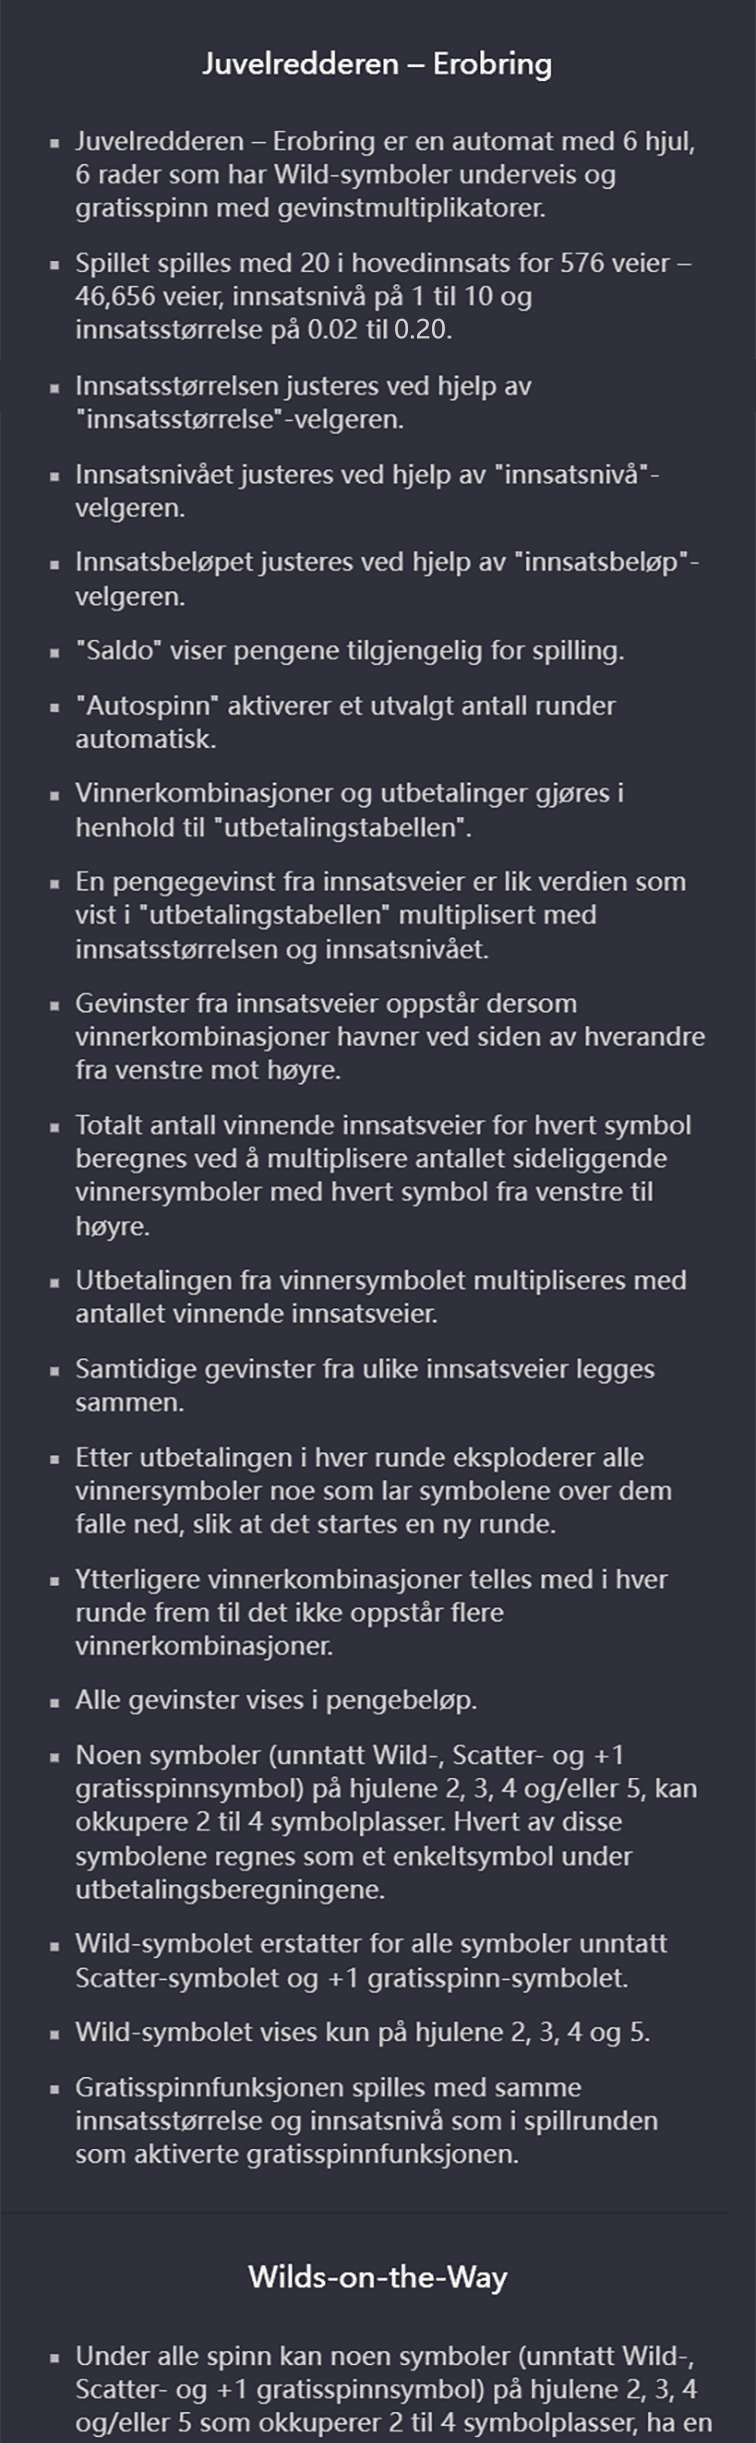 Juvelredderen – Erobring
▪ Juvelredderen – Erobring er en automat med 6 hjul,
6 rader som har Wild-symboler underveis og
gratisspinn med gevinstmultiplikatorer.
▪ Spillet spilles med 20 i hovedinnsats for 576 veier –
46,656 veier, innsatsnivå på 1 til 10 og
innsatsstørrelse på 0.02 til 0.20.
▪ Innsatsstørrelsen justeres ved hjelp av
"innsatsstørrelse"-velgeren.
▪ Innsatsnivået justeres ved hjelp av "innsatsnivå"-
velgeren.
▪ Innsatsbeløpet justeres ved hjelp av "innsatsbeløp"-
velgeren.
▪ "Saldo" viser pengene tilgjengelig for spilling.
▪ "Autospinn" aktiverer et utvalgt antall runder
automatisk.
▪ Vinnerkombinasjoner og utbetalinger gjøres i
henhold til "utbetalingstabellen".
▪ En pengegevinst fra innsatsveier er lik verdien som
vist i "utbetalingstabellen" multiplisert med
innsatsstørrelsen og innsatsnivået.
▪ Gevinster fra innsatsveier oppstår dersom
vinnerkombinasjoner havner ved siden av hverandre
fra venstre mot høyre.
▪ Totalt antall vinnende innsatsveier for hvert symbol
beregnes ved å multiplisere antallet sideliggende
vinnersymboler med hvert symbol fra venstre til
høyre.
▪ Utbetalingen fra vinnersymbolet multipliseres med
antallet vinnende innsatsveier.
▪ Samtidige gevinster fra ulike innsatsveier legges
sammen.
▪ Etter utbetalingen i hver runde eksploderer alle
vinnersymboler noe som lar symbolene over dem
falle ned, slik at det startes en ny runde.
▪ Ytterligere vinnerkombinasjoner telles med i hver
runde frem til det ikke oppstår flere
vinnerkombinasjoner.
▪ Alle gevinster vises i pengebeløp.
▪ Noen symboler (unntatt Wild-, Scatter- og +1
gratisspinnsymbol) på hjulene 2, 3, 4 og/eller 5, kan
okkupere 2 til 4 symbolplasser. Hvert av disse
symbolene regnes som et enkeltsymbol under
utbetalingsberegningene.
▪ Wild-symbolet erstatter for alle symboler unntatt
Scatter-symbolet og +1 gratisspinn-symbolet.
▪ Wild-symbolet vises kun på hjulene 2, 3, 4 og 5.
▪ Gratisspinnfunksjonen spilles med samme
innsatsstørrelse og innsatsnivå som i spillrunden
som aktiverte gratisspinnfunksjonen.
Wilds-on-the-Way
▪ Under alle spinn kan noen symboler (unntatt Wild-,
Scatter- og +1 gratisspinnsymbol) på hjulene 2, 3, 4
og/eller 5 som okkuperer 2 til 4 symbolplasser, ha en